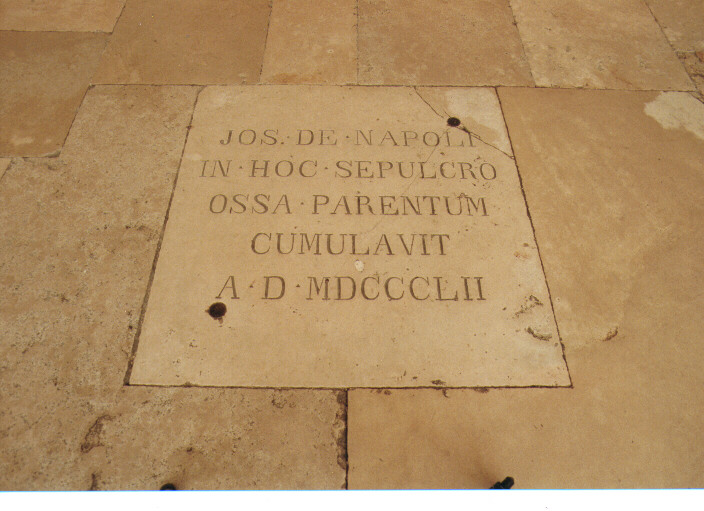 JOS. DE · NAPOLI
IN · HOC · SEPULCRO
OSSA · PARENTUM
CUMULAVIT
A · D · MDCCCLII